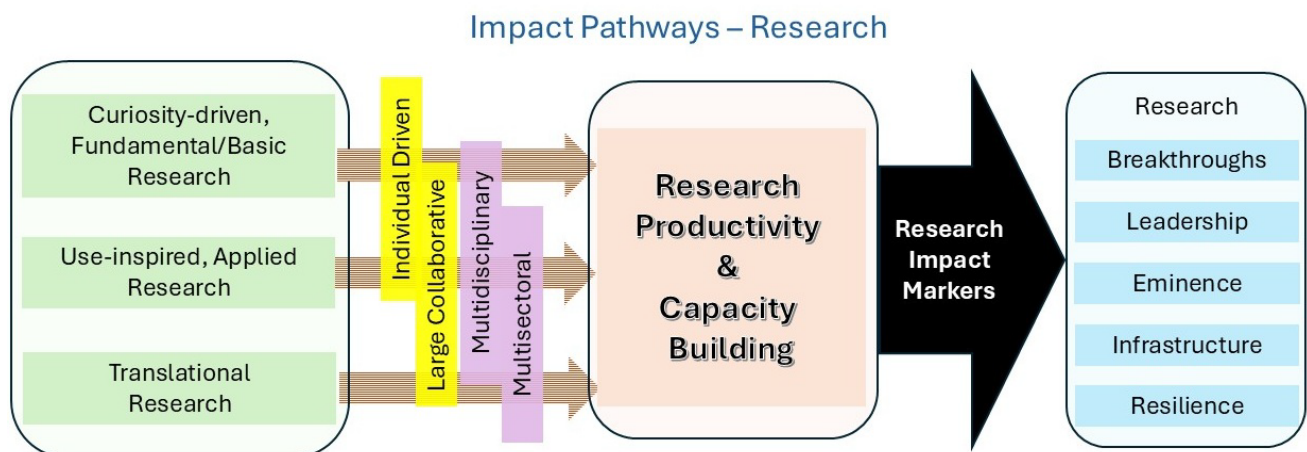 Impact Pathways – Research
Curiosity-driven,
Fundamental/Basic
Research
Use-inspired, Applied
Research
Translational
Research
Individual Driven
Large Collaborative
Multidisciplinary
Multisectoral
Research
Productivity
&
Capacity
Building
Research
Impact
Markers
Research
Breakthroughs
Leadership
Eminence
Infrastructure
Resilience